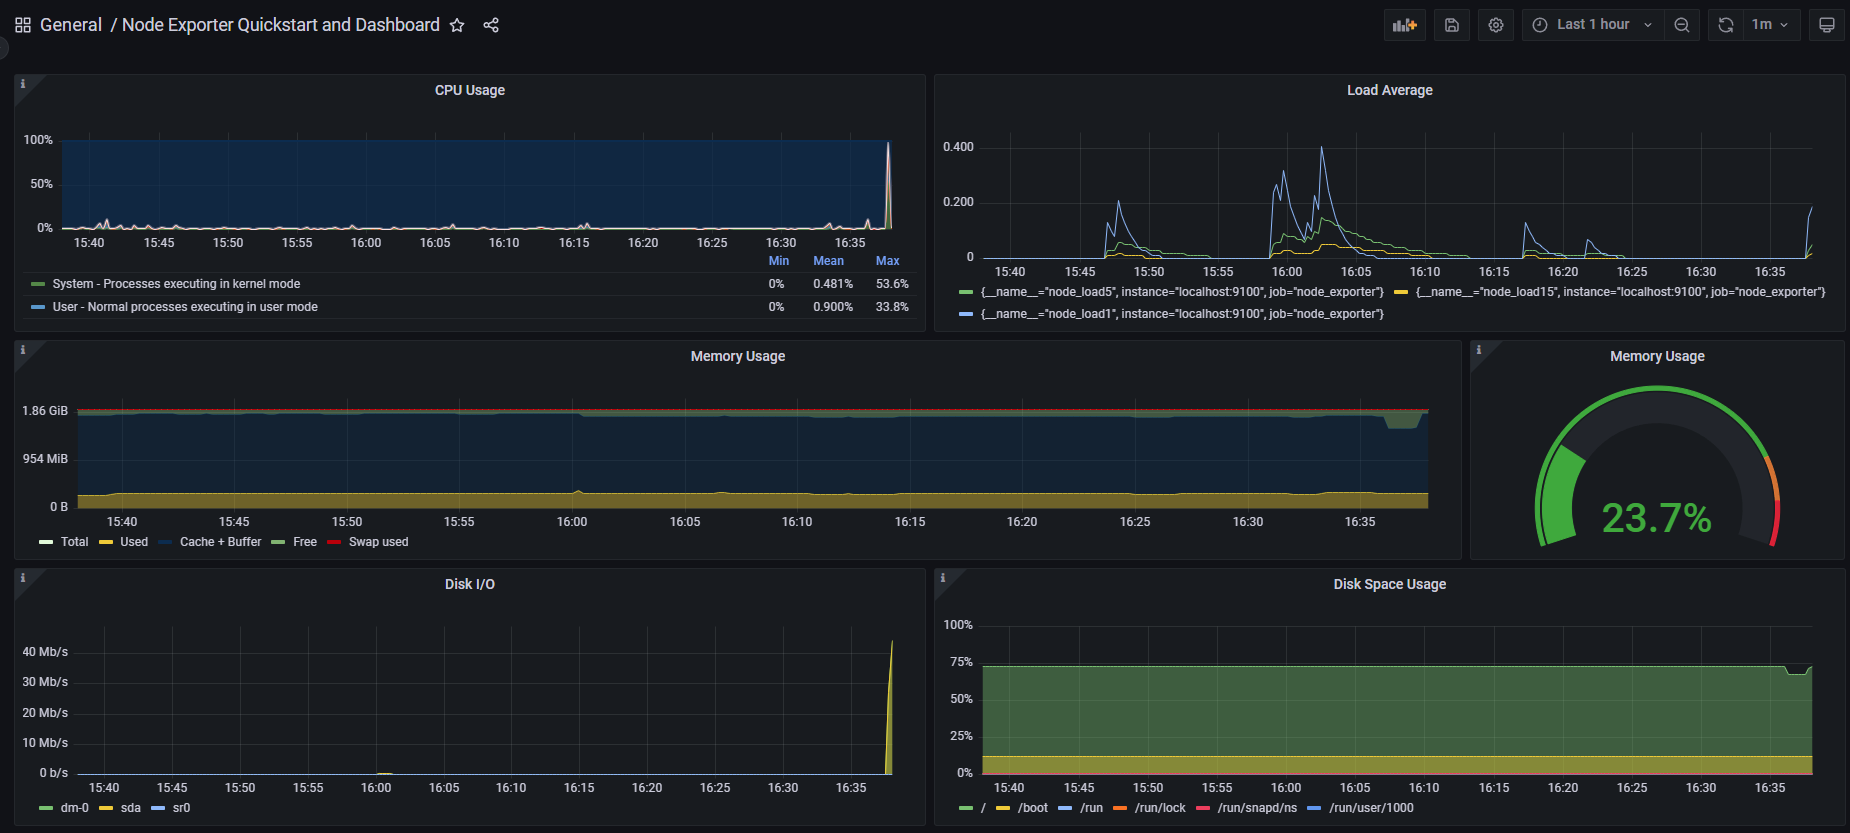 General / Node Exporter Quickstart and Dashboard
Last 1 hour
1m
CPU Usage
100%
50%
0%
15:40 15:45 15:50 15:55 16:00 16:05 16:10 16:15 16:20 16:25 16:30 16:35
Min Mean Max
System - Processes executing in kernel mode 0% 0.481% 53.6%
User - Normal processes executing in user mode 0% 0.900% 33.8%
Load Average
0.400
0.200
0
15:40 15:45 15:50 15:55 16:00 16:05 16:10 16:15 16:20 16:25 16:30 16:35
{__name__="node_load5", instance="localhost:9100", job="node_exporter"} {__name__="node_load15", instance="localhost:9100", job="node_exporter"}
{__name__="node_load1", instance="localhost:9100", job="node_exporter"}
Memory Usage
1.86 GiB
954 MiB
0 B
15:40 15:45 15:50 15:55 16:00 16:05 16:10 16:15 16:20 16:25 16:30 16:35
Total Used Cache + Buffer Free Swap used
Memory Usage
23.7%
Disk I/O
40 Mb/s
30 Mb/s
20 Mb/s
10 Mb/s
0 b/s
15:40 15:45 15:50 15:55 16:00 16:05 16:10 16:15 16:20 16:25 16:30 16:35
dm-0 sda sr0
Disk Space Usage
100%
75%
50%
25%
0%
15:40 15:45 15:50 15:55 16:00 16:05 16:10 16:15 16:20 16:25 16:30 16:35
/ /boot /run /run/lock /run/snapd/ns /run/user/1000